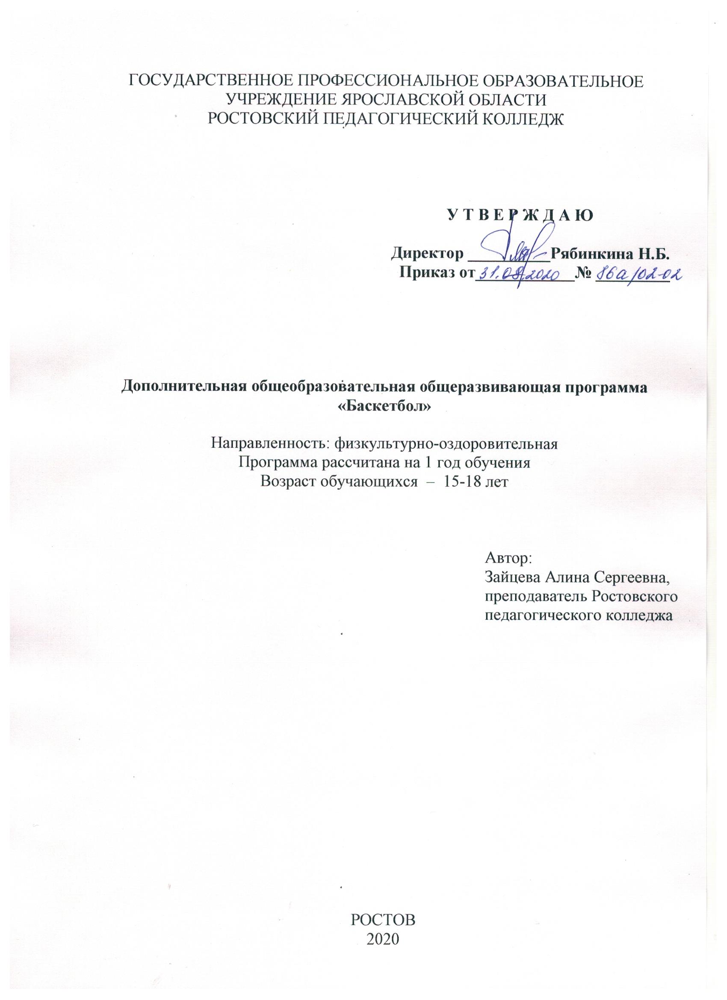 ГОСУДАРСТВЕННОЕ ПРОФЕССИОНАЛЬНОЕ ОБРАЗОВАТЕЛЬНОЕ
УЧРЕЖДЕНИЕ ЯРОСЛАВСКОЙ ОБЛАСТИ
РОСТОВСКИЙ ПЕДАГОГИЧЕСКИЙ КОЛЛЕДЖ
У Т В Е Р Ж Д А Ю
Директор __________Рябинкина Н.Б.
Приказ от 31.08.2020 № 86а/02-02
Дополнительная общеобразовательная общеразвивающая программа
«Баскетбол»
Направленность: физкультурно-оздоровительная
Программа рассчитана на 1 год обучения
Возраст обучающихся – 15-18 лет
Автор:
Зайцева Алина Сергеевна,
преподаватель Ростовского
педагогического колледжа
РОСТОВ
2020